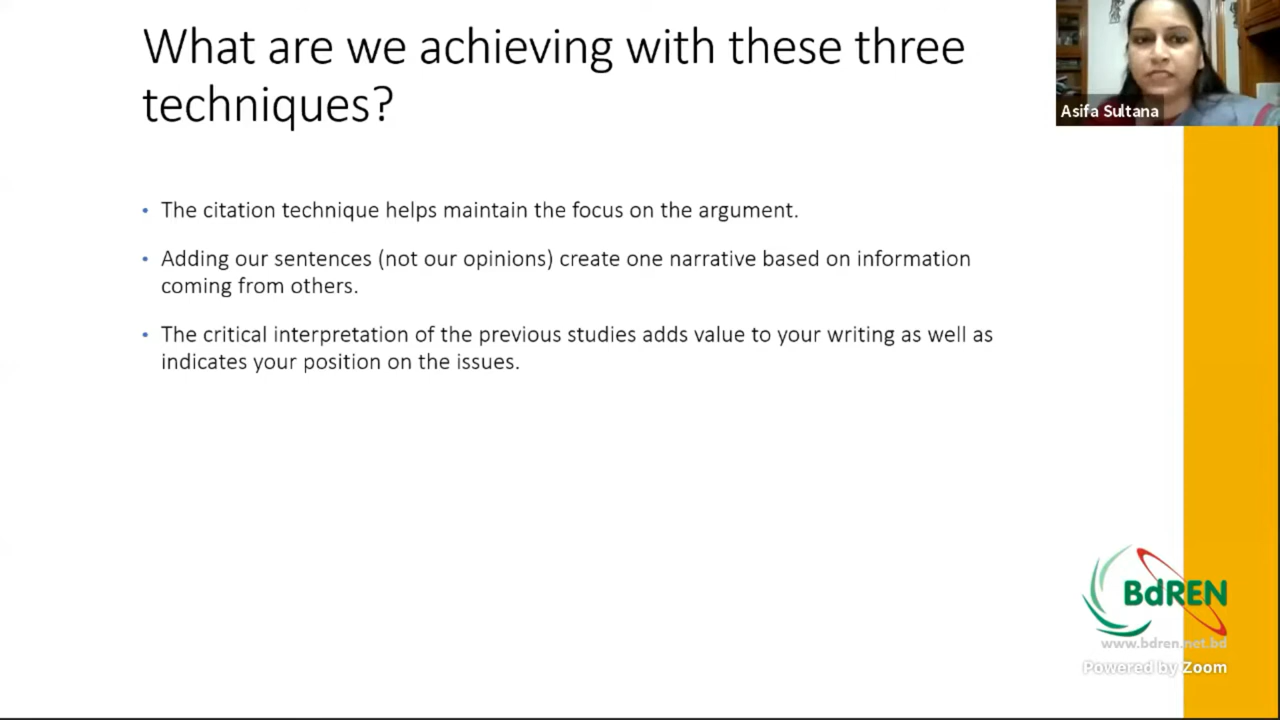 What are we achieving with these three
techniques?
Asifa Sultana
• The citation technique helps maintain the focus on the argument.
• Adding our sentences (not our opinions) create one narrative based on information
coming from others.
• The critical interpretation of the previous studies adds value to your writing as well as
indicates your position on the issues.
BdREN
www.bdren.net.bd
Powered by Zoom